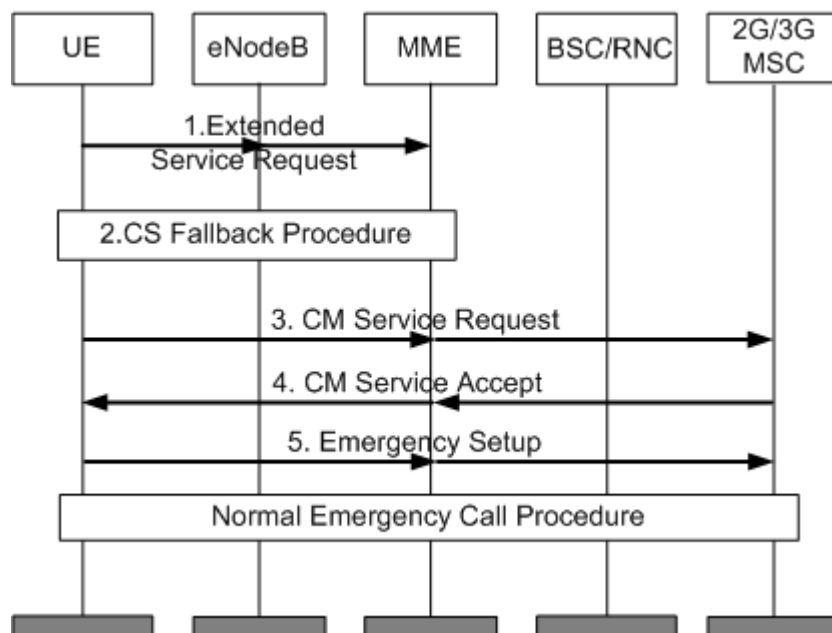 UE
eNodeB
MME
BSC/RNC
2G/3G
MSC
1.Extended
Service Request
2.CS Fallback Procedure
3. CM Service Request
4. CM Service Accept
5. Emergency Setup
Normal Emergency Call Procedure